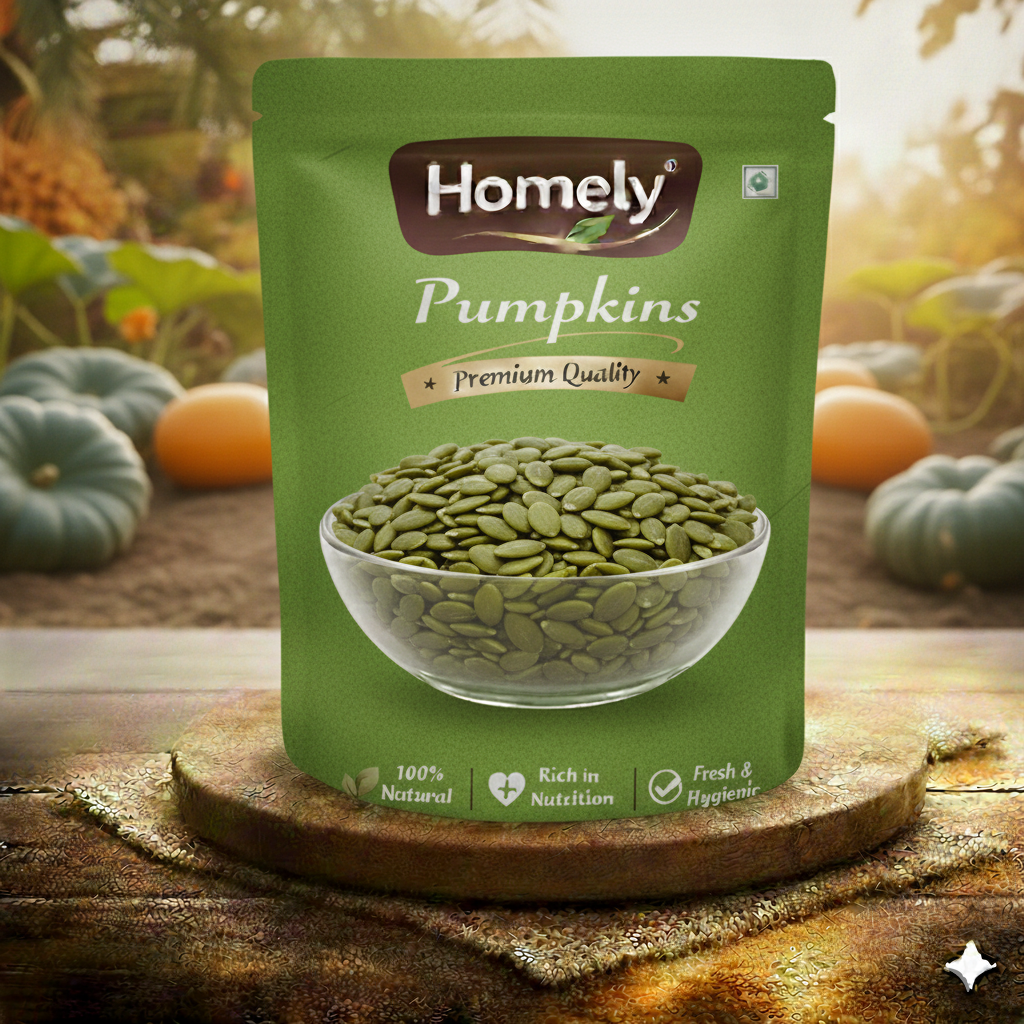 Homely
Pumpkins
★ Premium Quality ★
100%
Natural
Rich in
Nutrition
Fresh &
Hygienic